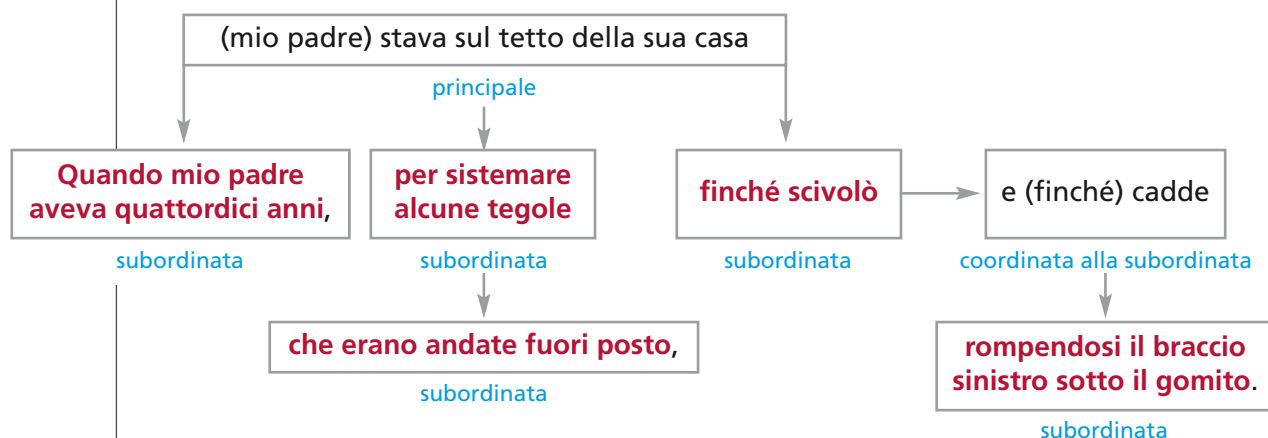 (mio padre) stava sul tetto della sua casa
principale
Quando mio padre
aveva quattordici anni,
subordinata
per sistemare
alcune tegole
subordinata
finché scivolò
subordinata
e (finché) cadde
coordinata alla subordinata
che erano andate fuori posto,
subordinata
rompendosi il braccio
sinistro sotto il gomito.
subordinata